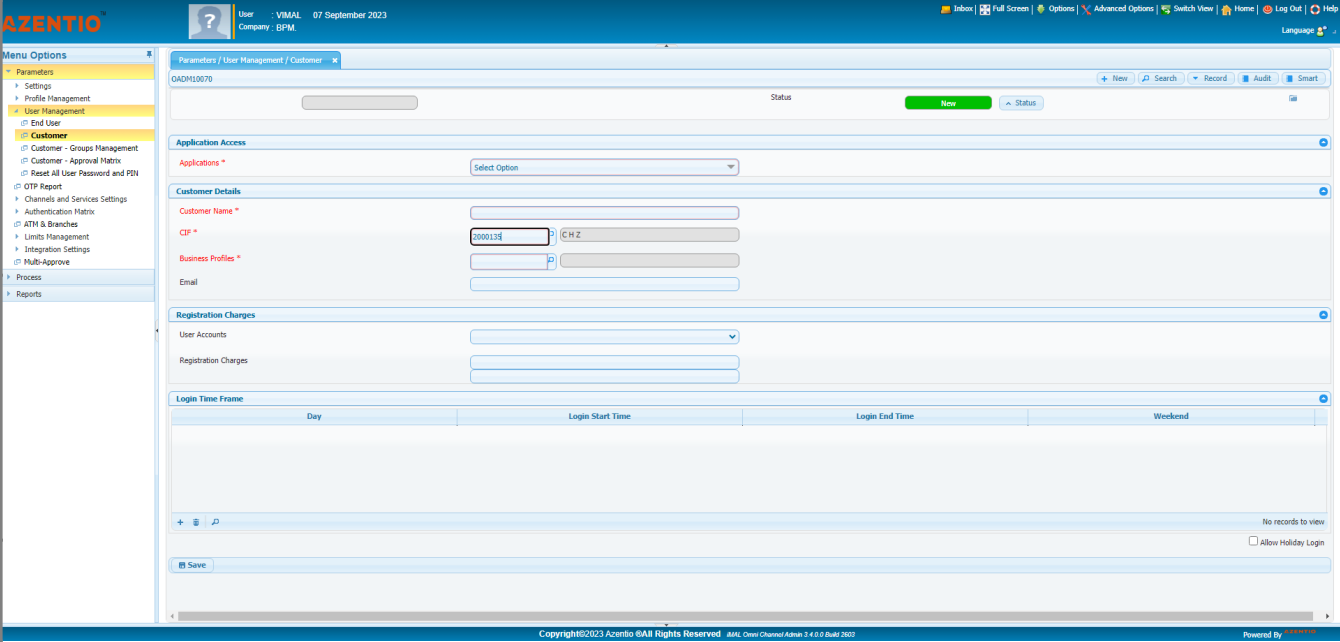 AZENTIO
User : VIMAL 07 September 2023
Company : BPM.
Inbox | Full Screen | Options | Advanced Options | Switch View | Home | Log Out | Help
Language
Menu Options
Parameters
Settings
Profile Management
User Management
End User
Customer
Customer - Groups Management
Customer - Approval Matrix
Reset All User Password and PIN
OTP Report
Channels and Services Settings
Authentication Matrix
ATM & Branches
Limits Management
Integration Settings
Multi-Approve
Process
Reports
Parameters / User Management / Customer ×
OADM10070
New Search Record Audit Smart
Status New Status
Application Access
Applications * Select Option
Customer Details
Customer Name *
CIF * 2000135 C H Z
Business Profiles *
Email
Registration Charges
User Accounts
Registration Charges
Login Time Frame
Day Login Start Time Login End Time Weekend
No records to view
Allow Holiday Login
Save
Copyright©2023 Azentio ®All Rights Reserved iMAL Omni Channel Admin 3.4.0.0 Build 2603
Powered By AZENTIO